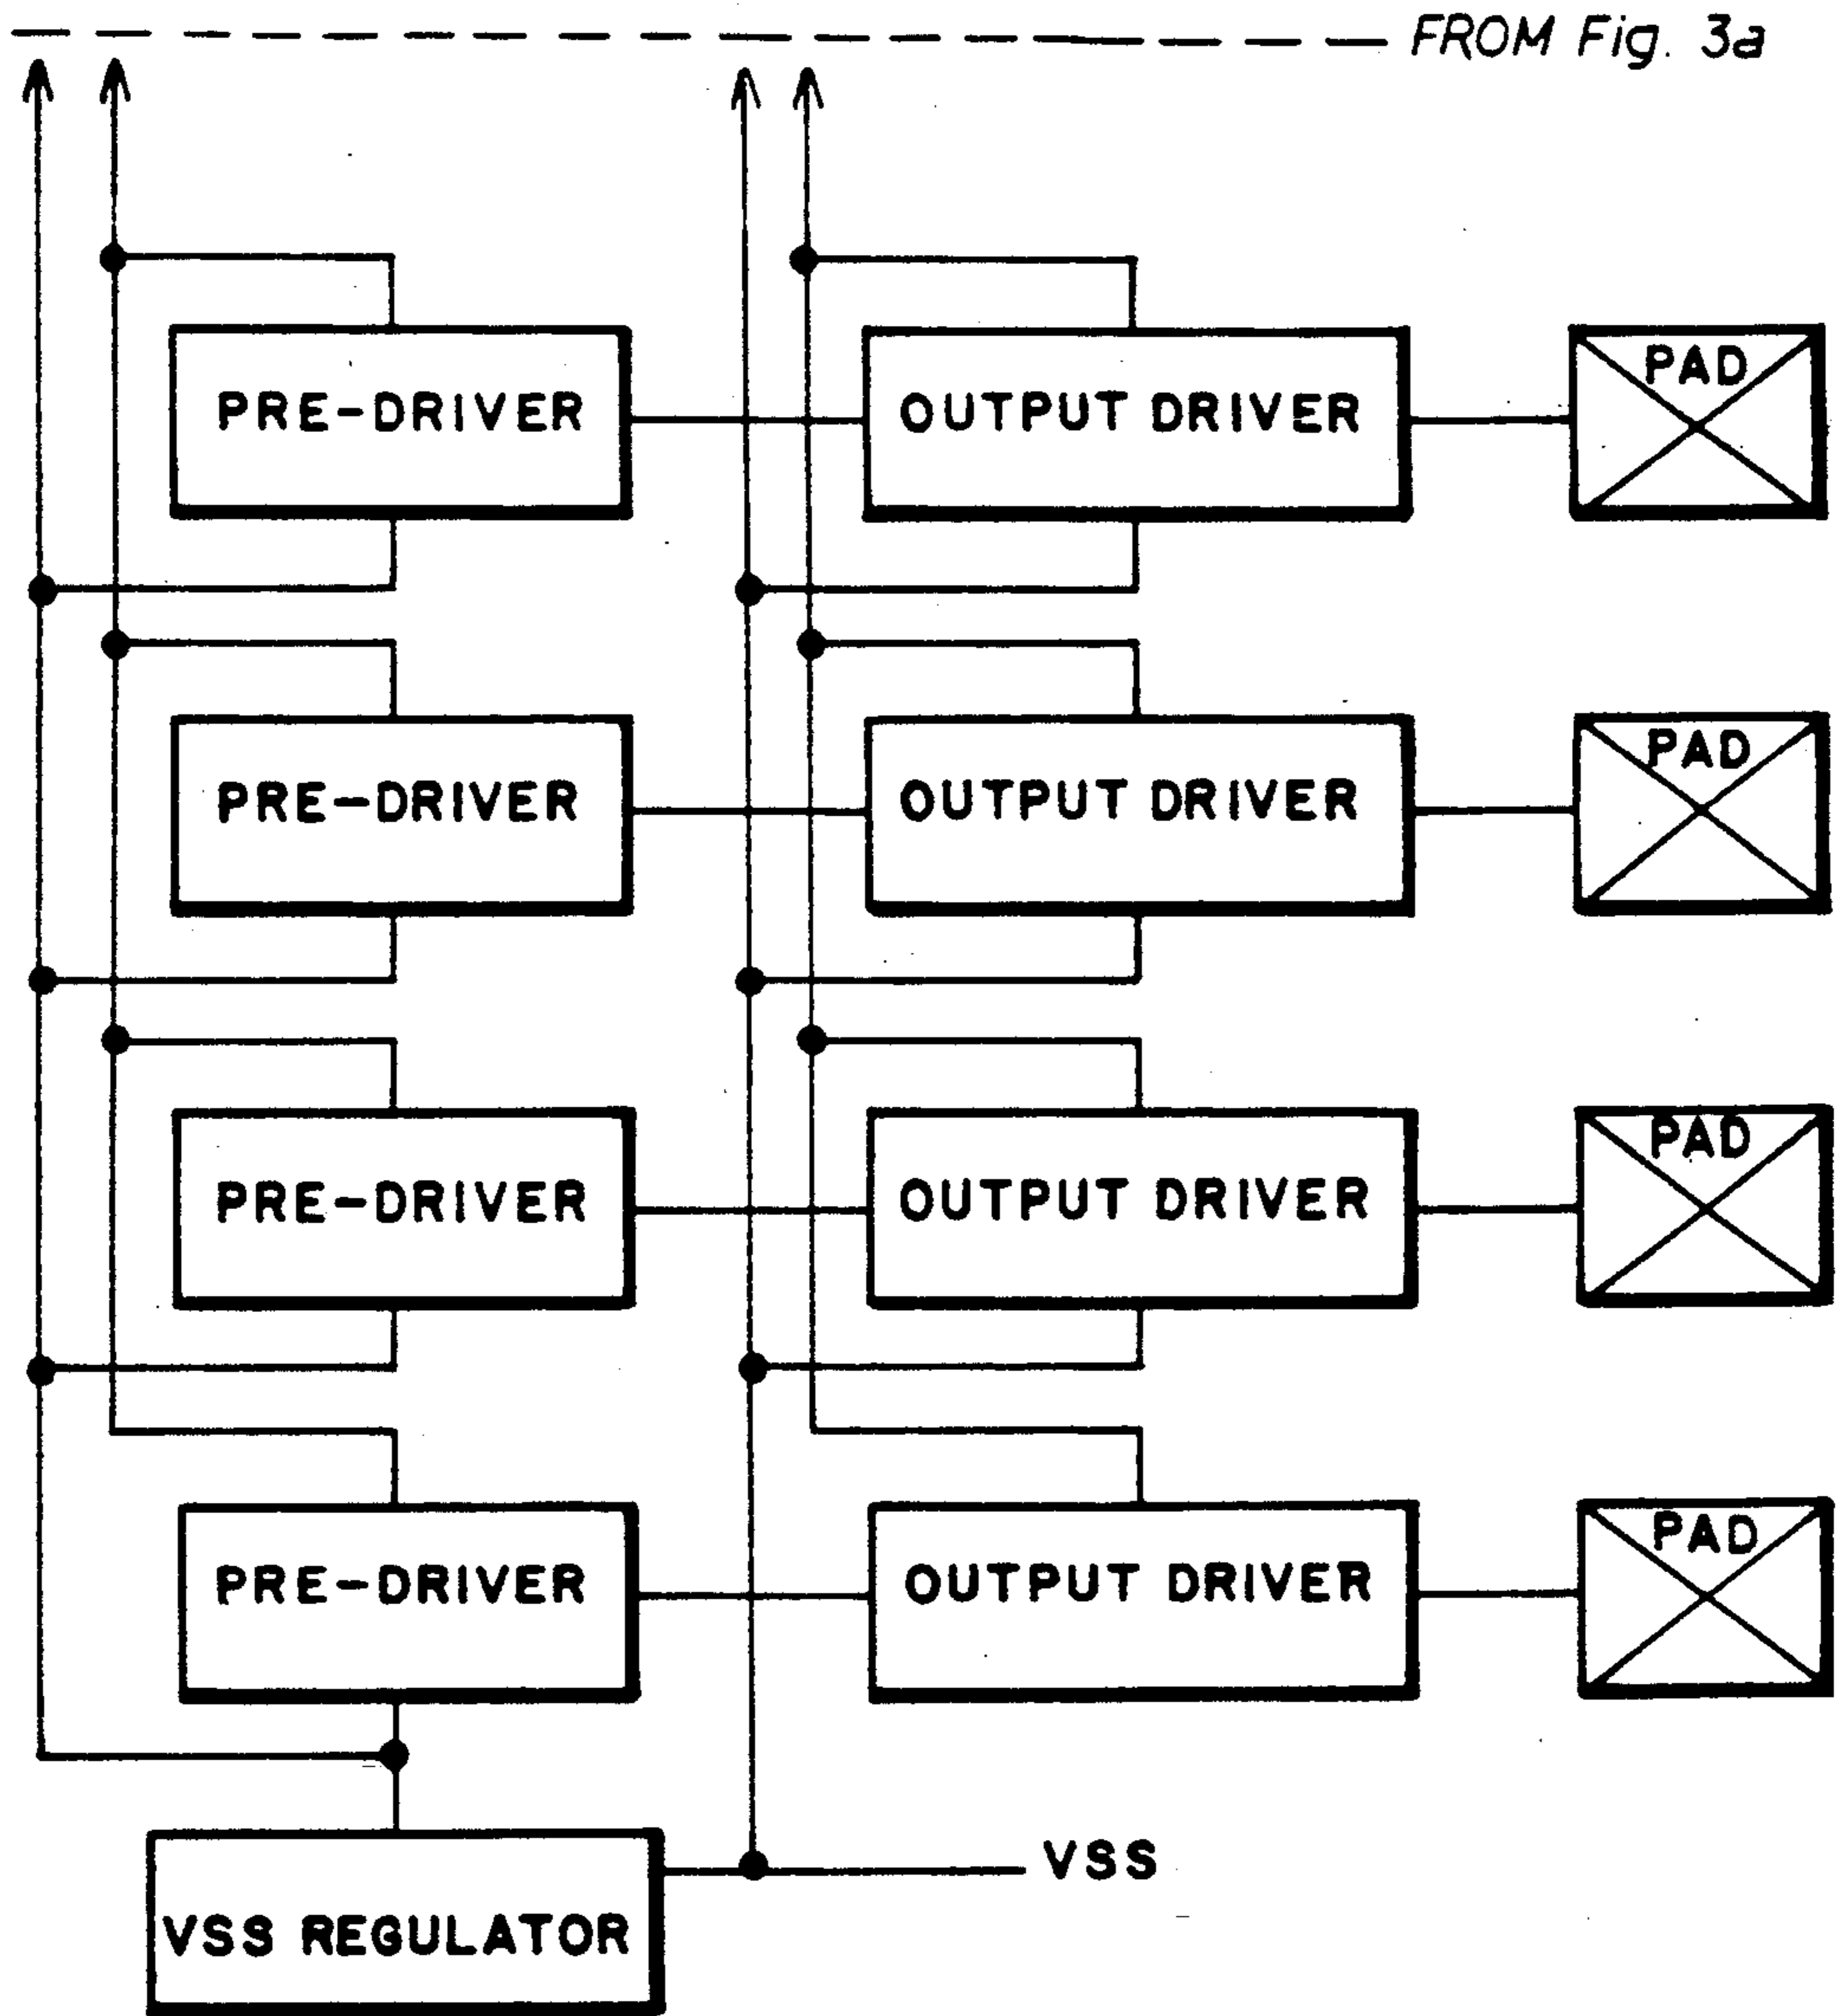 FROM Fig. 3a
PRE-DRIVER OUTPUT DRIVER PAD
PRE-DRIVER OUTPUT DRIVER PAD
PRE-DRIVER OUTPUT DRIVER PAD
PRE-DRIVER OUTPUT DRIVER PAD
VSS
VSS REGULATOR